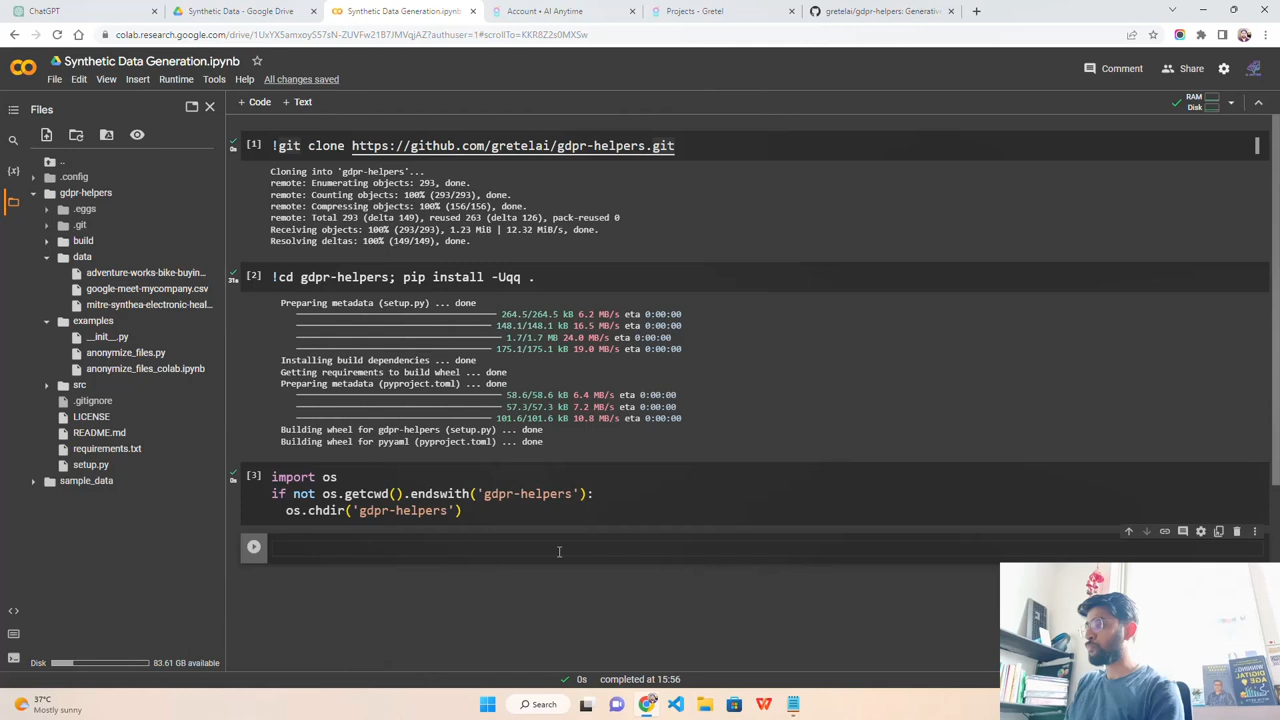 ChatGPT
Synthetic Data - Google Drive
Synthetic Data Generation.ipynb
Account • AI Anytime
Projects - Gretel
gretelai/gdpr-helpers: Generative
colab.research.google.com/drive/1UxYX5amxoyS57sN-ZUVFw21B7JMVqjAZ?authuser=1#scrollTo=KKR8Z2s0MXSw
Synthetic Data Generation.ipynb
File Edit View Insert Runtime Tools Help All changes saved
Comment Share
Files
+ Code + Text
RAM
Disk
..
.config
gdpr-helpers
.eggs
.git
build
data
adventure-works-bike-buyin...
google-meet-mycompany.csv
mitre-synthea-electronic-heal...
examples
__init__.py
anonymize_files.py
anonymize_files_colab.ipynb
src
.gitignore
LICENSE
README.md
requirements.txt
setup.py
sample_data
Disk 83.61 GB available
[1] !git clone https://github.com/gretelai/gdpr-helpers.git
0s
Cloning into 'gdpr-helpers'...
remote: Enumerating objects: 293, done.
remote: Counting objects: 100% (293/293), done.
remote: Compressing objects: 100% (156/156), done.
remote: Total 293 (delta 149), reused 263 (delta 126), pack-reused 0
Receiving objects: 100% (293/293), 1.23 MiB | 12.32 MiB/s, done.
Resolving deltas: 100% (149/149), done.
[2] !cd gdpr-helpers; pip install -Uqq .
31s
Preparing metadata (setup.py) ... done
264.5/264.5 kB 6.2 MB/s eta 0:00:00
148.1/148.1 kB 16.5 MB/s eta 0:00:00
1.7/1.7 MB 24.0 MB/s eta 0:00:00
175.1/175.1 kB 19.0 MB/s eta 0:00:00
Installing build dependencies ... done
Getting requirements to build wheel ... done
Preparing metadata (pyproject.toml) ... done
58.6/58.6 kB 6.4 MB/s eta 0:00:00
57.3/57.3 kB 7.2 MB/s eta 0:00:00
101.6/101.6 kB 10.8 MB/s eta 0:00:00
Building wheel for gdpr-helpers (setup.py) ... done
Building wheel for pyyaml (pyproject.toml) ... done
[3] import os
0s
if not os.getcwd().endswith('gdpr-helpers'):
os.chdir('gdpr-helpers')
0s completed at 15:56
37°C
Mostly sunny
Search
WINNING
DIGITAL
AGE